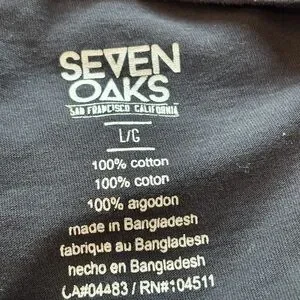 SEVEN
OAKS
SAN FRANCISCO CALIFORNIA
L/G
100% cotton
100% coton
100% algodon
made in Bangladesh
fabrique au Bangladesh
hecho en Bangladesh
CA#04483 / RN#104511